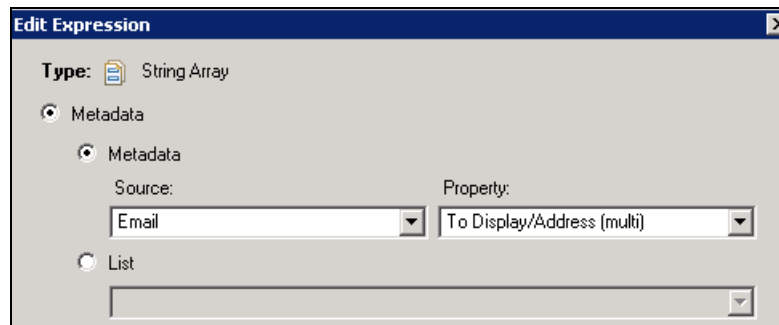 Edit Expression
Type: String Array
Metadata
Metadata
Source: Property:
Email To Display/Address (multi)
List